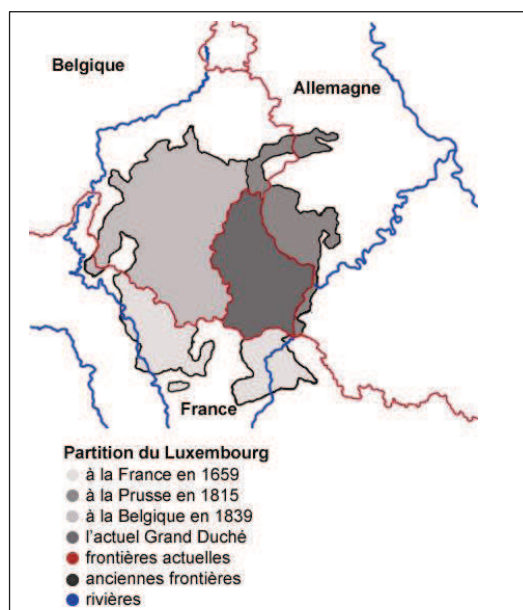 Belgique
Allemagne
France
Partition du Luxembourg
à la France en 1659
à la Prusse en 1815
à la Belgique en 1839
l'actuel Grand Duché
frontières actuelles
anciennes frontières
rivières